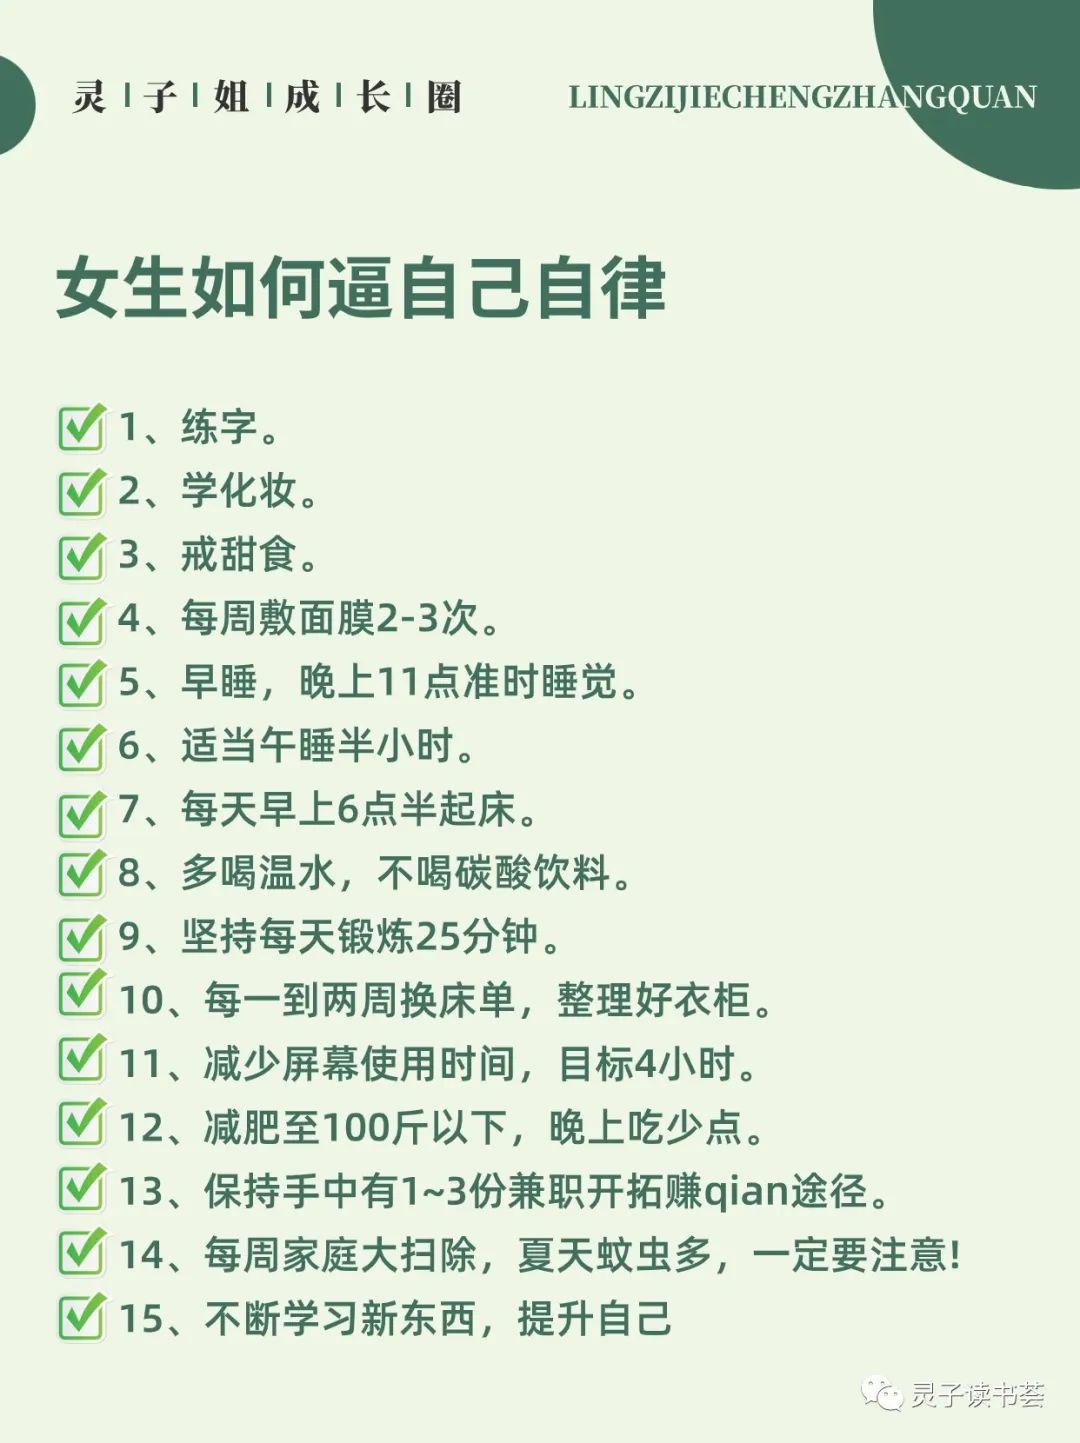 灵|子|姐|成|长|圈
LINGZIJIECHENGZHANGQUAN
女生如何逼自己自律
1、练字。
2、学化妆。
3、戒甜食。
4、每周敷面膜2-3次。
5、早睡，晚上11点准时睡觉。
6、适当午睡半小时。
7、每天早上6点半起床。
8、多喝温水，不喝碳酸饮料。
9、坚持每天锻炼25分钟。
10、每一到两周换床单，整理好衣柜。
11、减少屏幕使用时间，目标4小时。
12、减肥至100斤以下，晚上吃少点。
13、保持手中有1~3份兼职开拓赚qian途径。
14、每周家庭大扫除，夏天蚊虫多，一定要注意!
15、不断学习新东西，提升自己
灵子读书荟